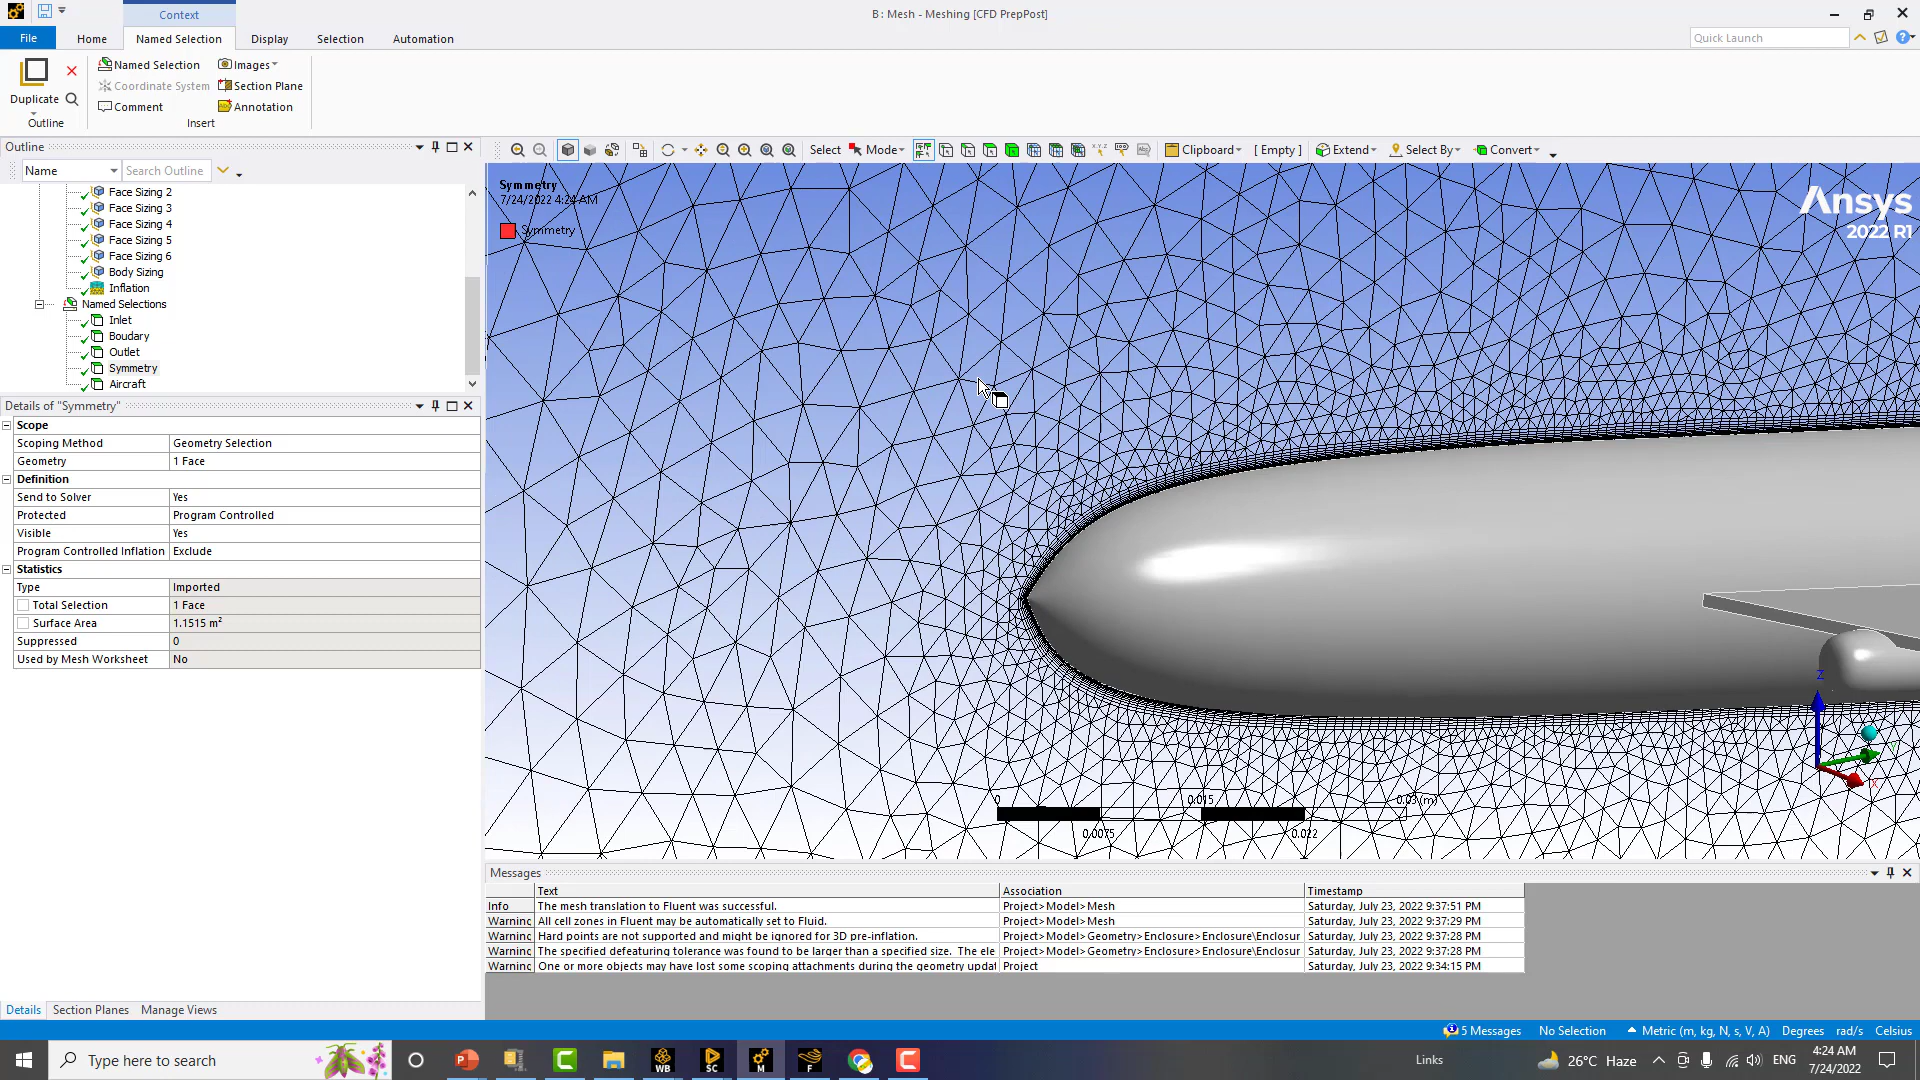 Context
B : Mesh - Meshing [CFD PrepPost]
File
Home
Named Selection
Display
Selection
Automation
Quick Launch
Duplicate
Named Selection
Images
Coordinate System
Section Plane
Comment
Annotation
Outline
Insert
Outline
Name
Search Outline
Select
Mode
Clipboard
[ Empty ]
Extend
Select By
Convert
Face Sizing 2
Face Sizing 3
Face Sizing 4
Face Sizing 5
Face Sizing 6
Body Sizing
Inflation
Named Selections
Inlet
Boudary
Outlet
Symmetry
Aircraft
Details of "Symmetry"
Scope
Scoping Method Geometry Selection
Geometry 1 Face
Definition
Send to Solver Yes
Protected Program Controlled
Visible Yes
Program Controlled Inflation Exclude
Statistics
Type Imported
Total Selection 1 Face
Surface Area 1.1515 m²
Suppressed 0
Used by Mesh Worksheet No
Details
Section Planes
Manage Views
Symmetry
7/24/2022 4:24 AM
Symmetry
Ansys
2022 R1
0 0.015 0.03 (m)
0.0075 0.022
Z
Y
X
Messages
Text Association Timestamp
Info The mesh translation to Fluent was successful. Project>Model>Mesh Saturday, July 23, 2022 9:37:51 PM
Warninc All cell zones in Fluent may be automatically set to Fluid. Project>Model>Mesh Saturday, July 23, 2022 9:37:29 PM
Warninc Hard points are not supported and might be ignored for 3D pre-inflation. Project>Model>Geometry>Enclosure>Enclosure\Enclosur Saturday, July 23, 2022 9:37:28 PM
Warninc The specified defeaturing tolerance was found to be larger than a specified size. The ele Project>Model>Geometry>Enclosure>Enclosure\Enclosur Saturday, July 23, 2022 9:37:28 PM
Warninc One or more objects may have lost some scoping attachments during the geometry updat Project Saturday, July 23, 2022 9:34:15 PM
5 Messages
No Selection
Metric (m, kg, N, s, V, A)
Degrees
rad/s
Celsius
Type here to search
WB
SC
M
F
Links
26°C Haze
ENG
4:24 AM
7/24/2022